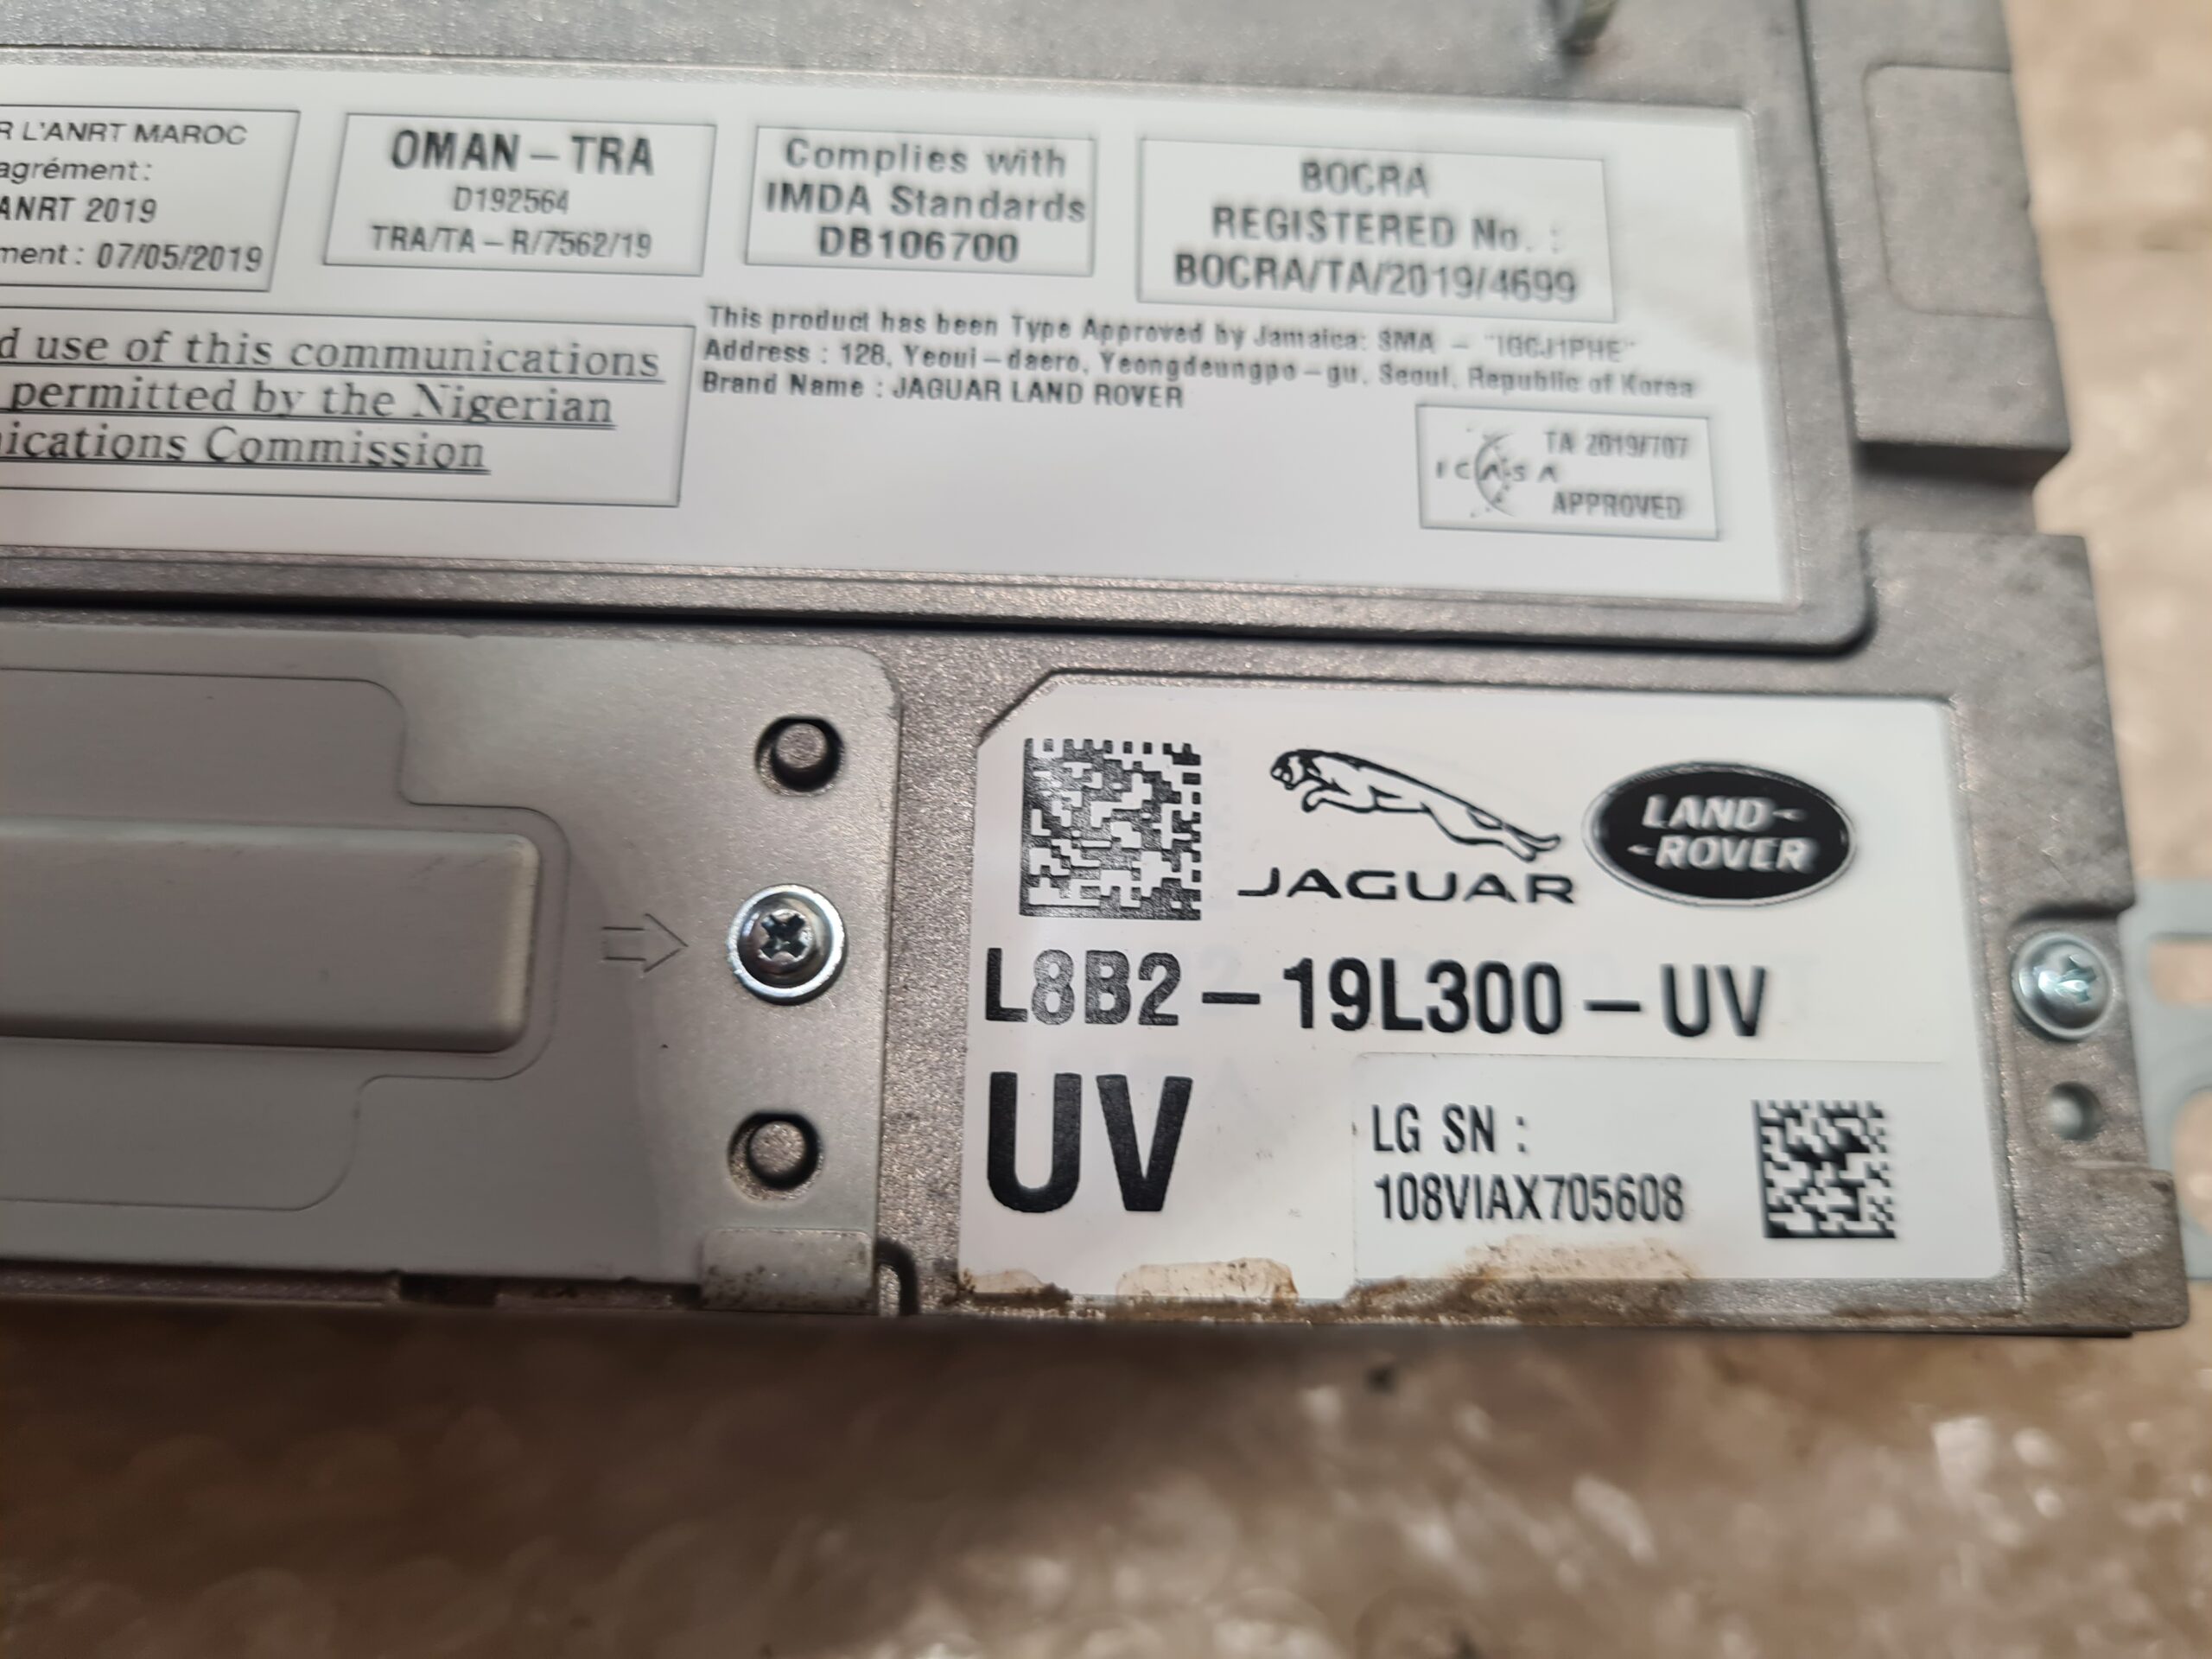 R L'ANRT MAROC
agrément:
ANRT 2019
ment : 07/05/2019
OMAN – TRA
D192564
TRA/TA – R/7562/19
Complies with
IMDA Standards
DB106700
BOCRA
REGISTERED No. :
BOCRA/TA/2019/4699
d use of this communications
permitted by the Nigerian
ications Commission
This product has been Type Approved by Jamaica: SMA –
Address : 128, Yeoui – daero, Yeongdeungpo – gu, Seoul, Republic of Korea
Brand Name : JAGUAR LAND ROVER
ICASA
TA 2019/707
APPROVED
JAGUAR
LAND-
-ROVER
L8B2 – 19L300 – UV
UV
LG SN :
108VIAX705608